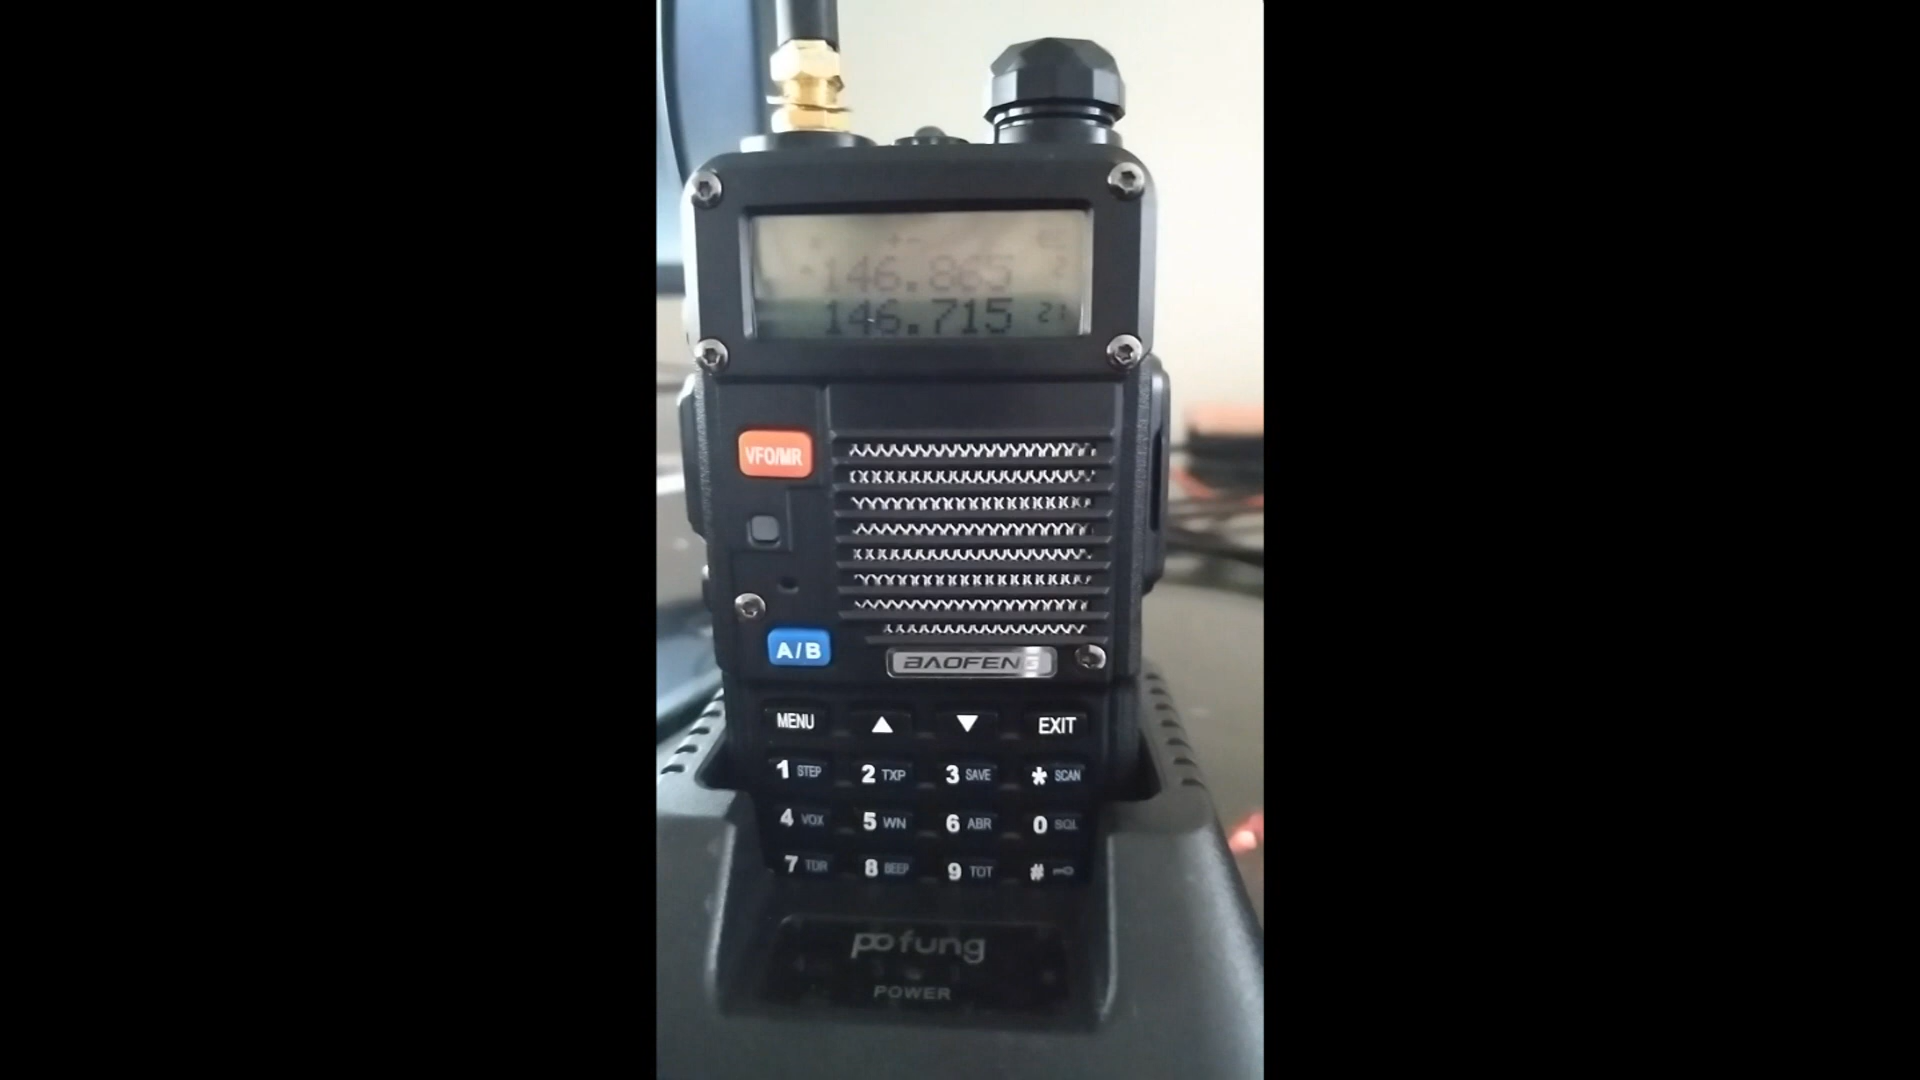 146.865
146.715 21
VFO/MR
A/B
BAOFENG
MENU ▲ ▼ EXIT
1 STEP 2 TXP 3 SAVE * SCAN
4 VOX 5 WN 6 ABR 0 SQL
7 TDR 8 BEEP 9 TOT #
pofung
POWER